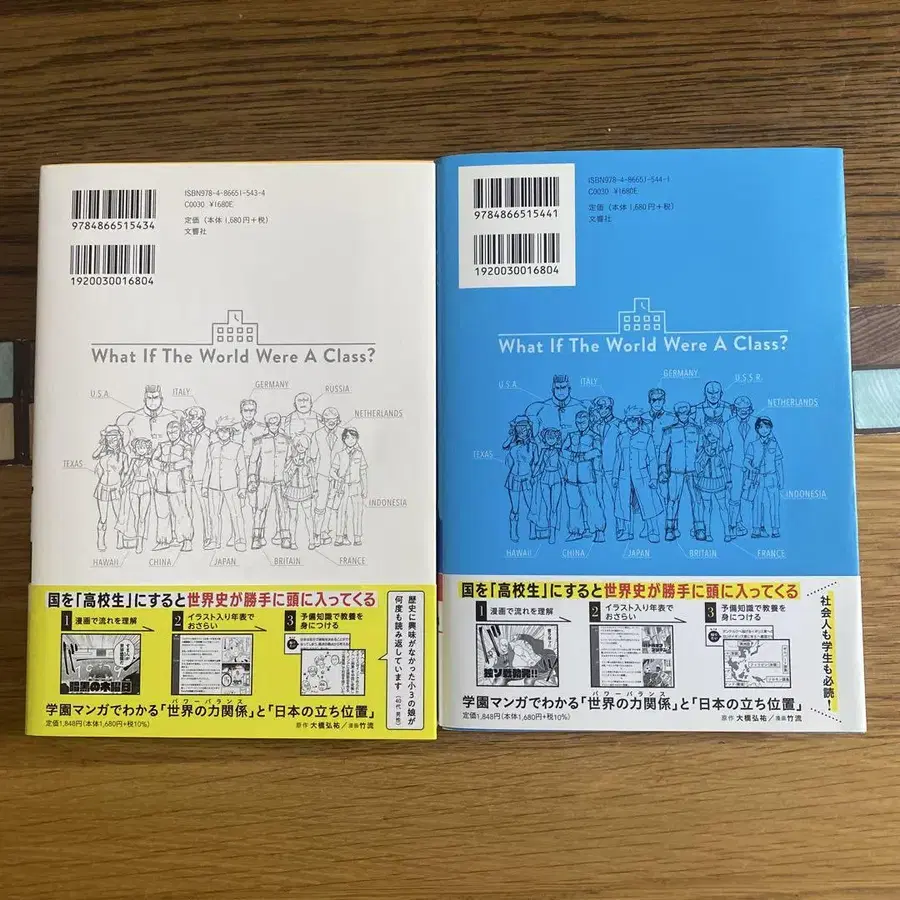 ISBN978-4-86651-543-4
C0030 ¥1680E
定価（本体1,680円＋税）
文響社
9784866515434
1920030016804
What If The World Were A Class?
U.S.A.
ITALY
GERMANY
RUSSIA
NETHERLANDS
TEXAS
INDONESIA
HAWAII
CHINA
JAPAN
BRITAIN
FRANCE
国を「高校生」にすると世界史が勝手に頭に入ってくる
1 漫画で流れを理解
2 イラスト入り年表でおさらい
3 予備知識で教養を身につける
暗黒の木曜日
歴史に興味がなかった小3の娘が
何度も読み返しています
（40代 男性）
パワーバランス
学園マンガでわかる「世界の力関係」と「日本の立ち位置」
定価1,848円（本体1,680円+税10%）
原作 大橋弘祐／漫画 竹流
ISBN978-4-86651-544-1
C0030 ¥1680E
定価（本体1,680円＋税）
文響社
9784866515441
1920030016804
What If The World Were A Class?
U.S.A.
ITALY
GERMANY
U.S.S.R.
NETHERLANDS
TEXAS
INDONESIA
HAWAII
CHINA
JAPAN
BRITAIN
FRANCE
国を「高校生」にすると世界史が勝手に頭に入ってくる
1 漫画で流れを理解
2 イラスト入り年表でおさらい
3 予備知識で教養を身につける
独ソ戦勃発!!
社会人も学生も必読！
パワーバランス
学園マンガでわかる「世界の力関係」と「日本の立ち位置」
定価1,848円（本体1,680円+税10%）
原作 大橋弘祐／漫画 竹流